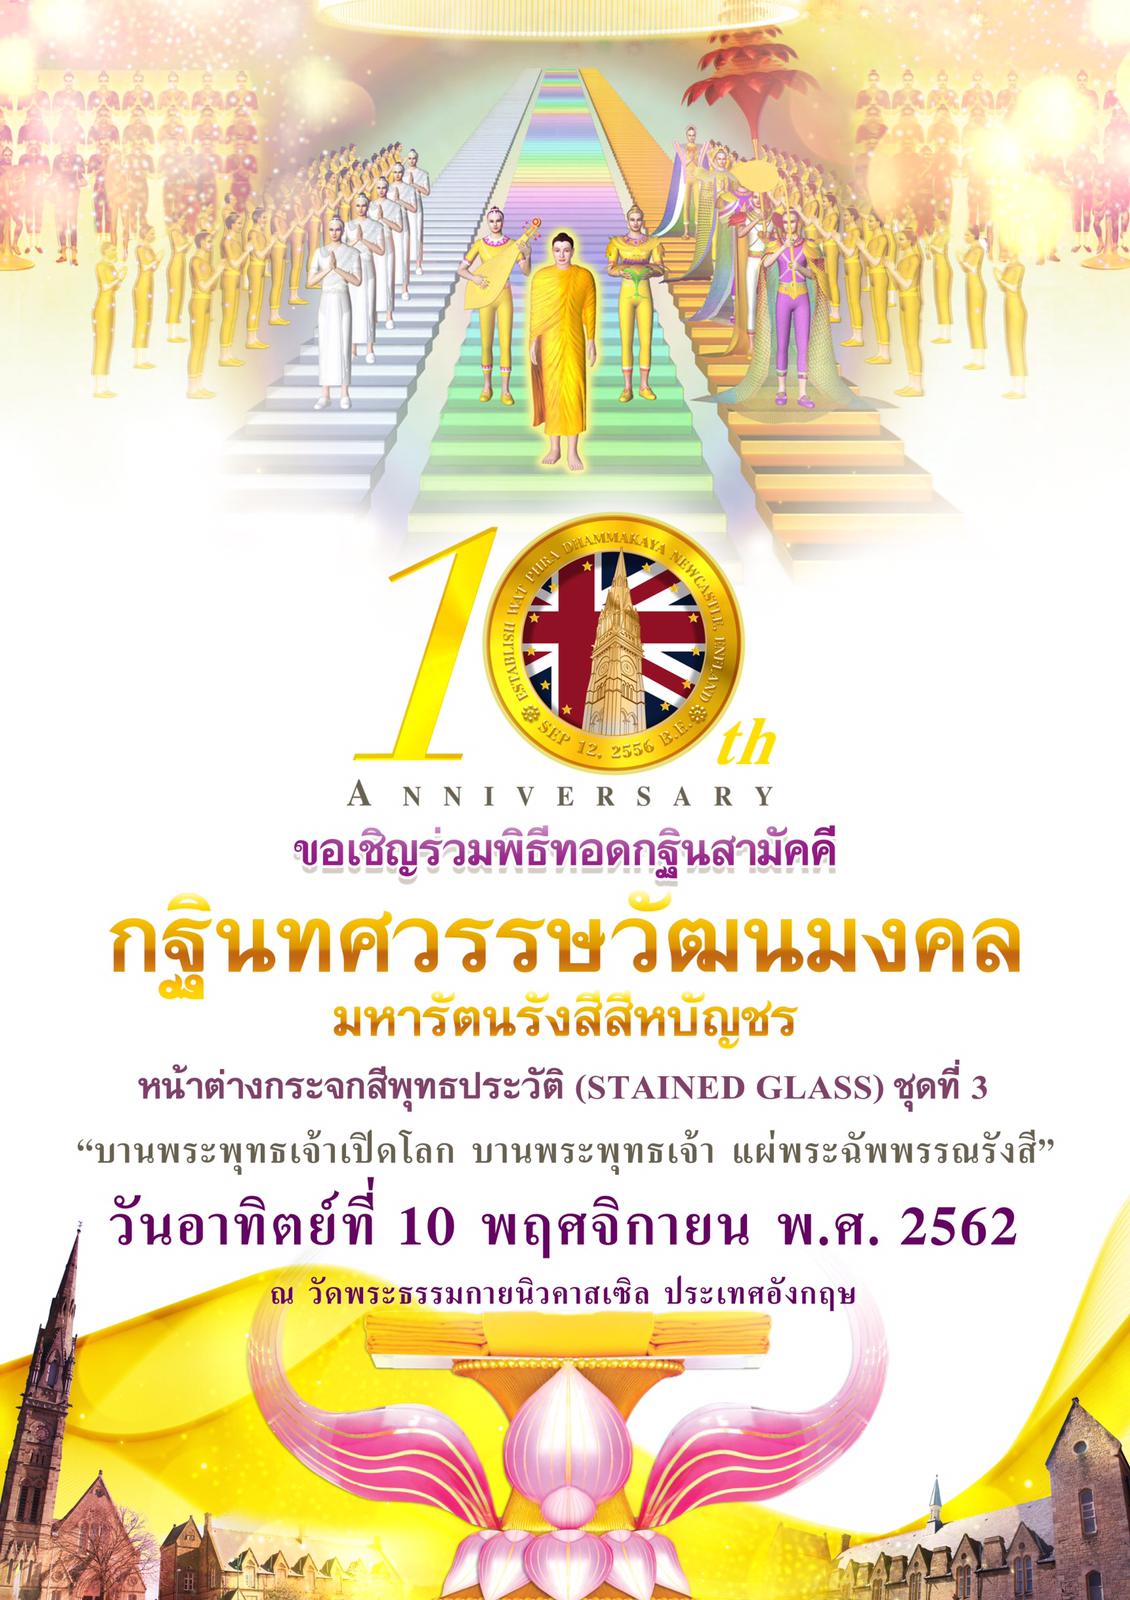 10th
ESTABLISH WAT PHRA DHAMMAKAYA NEWCASTLE, ENFLAND
SEP 12, 2556 B.E.
ANNIVERSARY
ขอเชิญร่วมพิธีทอดกฐินสามัคคี
กฐินทศวรรษวัฒนมงคล
มหารัตนรังสีสีหบัญชร
หน้าต่างกระจกสีพุทธประวัติ (STAINED GLASS) ชุดที่ 3
“บานพระพุทธเจ้าเปิดโลก บานพระพุทธเจ้า แผ่พระฉัพพรรณรังสี”
วันอาทิตย์ที่ 10 พฤศจิกายน พ.ศ. 2562
ณ วัดพระธรรมกายนิวคาสเซิล ประเทศอังกฤษ